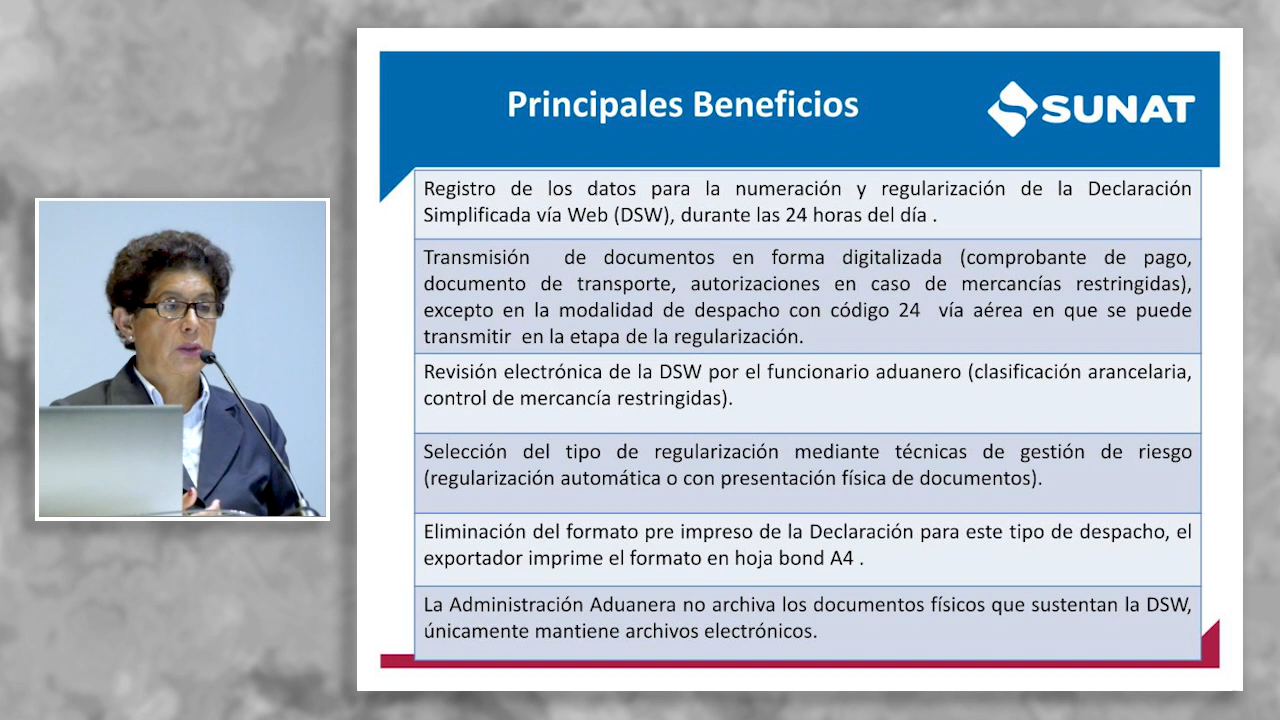 Principales Beneficios
SUNAT
Registro de los datos para la numeración y regularización de la Declaración
Simplificada vía Web (DSW), durante las 24 horas del día .
Transmisión de documentos en forma digitalizada (comprobante de pago,
documento de transporte, autorizaciones en caso de mercancías restringidas),
excepto en la modalidad de despacho con código 24 vía aérea en que se puede
transmitir en la etapa de la regularización.
Revisión electrónica de la DSW por el funcionario aduanero (clasificación arancelaria,
control de mercancía restringidas).
Selección del tipo de regularización mediante técnicas de gestión de riesgo
(regularización automática o con presentación física de documentos).
Eliminación del formato pre impreso de la Declaración para este tipo de despacho, el
exportador imprime el formato en hoja bond A4 .
La Administración Aduanera no archiva los documentos físicos que sustentan la DSW,
únicamente mantiene archivos electrónicos.